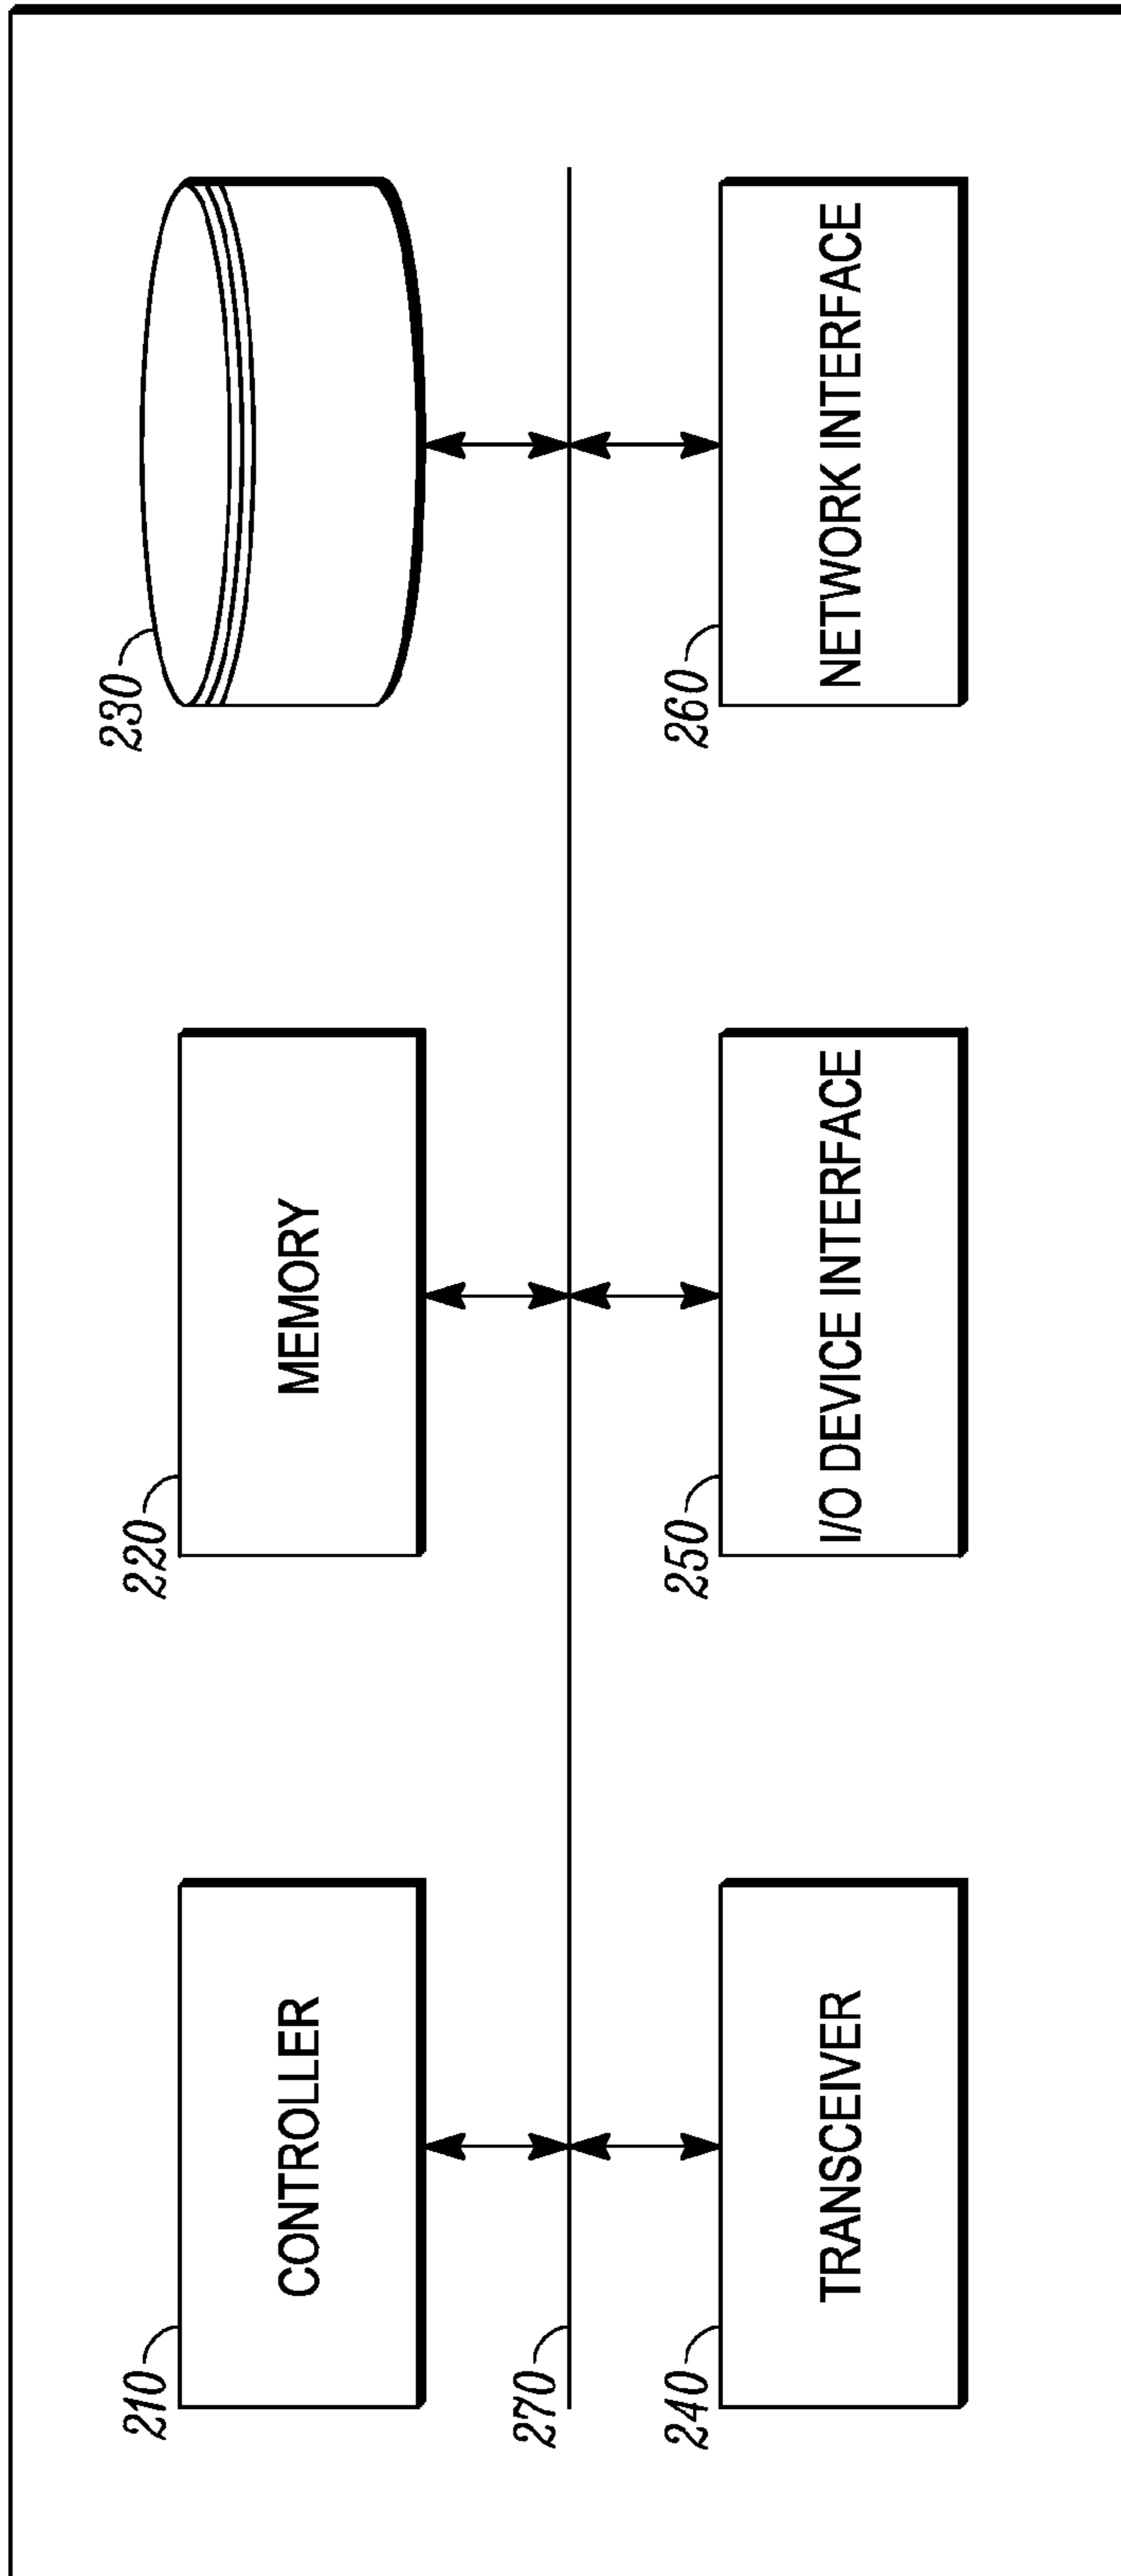 210
CONTROLLER
220
MEMORY
230
270
240
TRANSCEIVER
250
I/O DEVICE INTERFACE
260
NETWORK INTERFACE